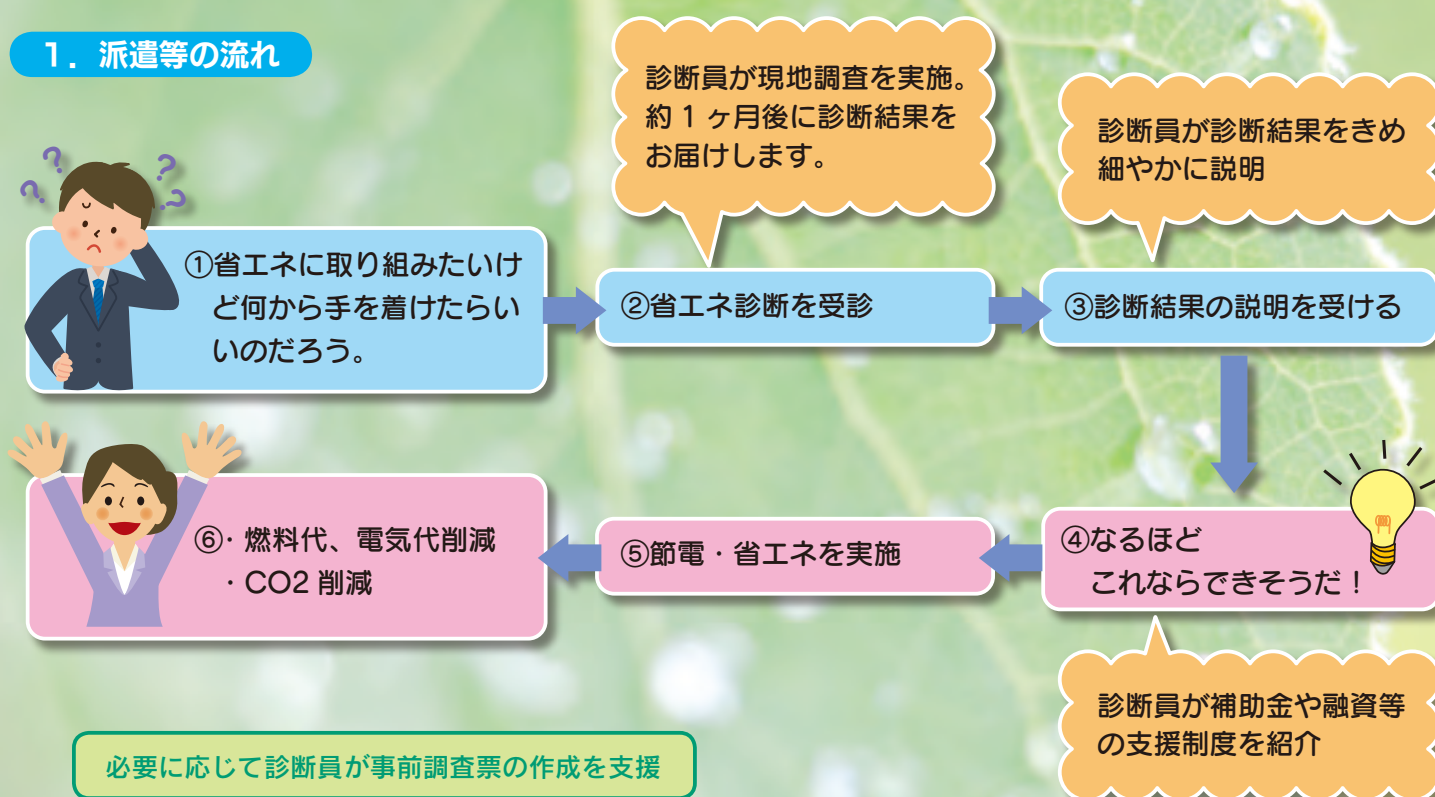 1．派遣等の流れ
診断員が現地調査を実施。
約1ヶ月後に診断結果を
お届けします。
診断員が診断結果をきめ
細やかに説明
①省エネに取り組みたいけ
ど何から手を着けたらい
いのだろう。
②省エネ診断を受診
③診断結果の説明を受ける
④なるほど
これならできそうだ！
⑤節電・省エネを実施
⑥・燃料代、電気代削減
・CO2 削減
診断員が補助金や融資等
の支援制度を紹介
必要に応じて診断員が事前調査票の作成を支援